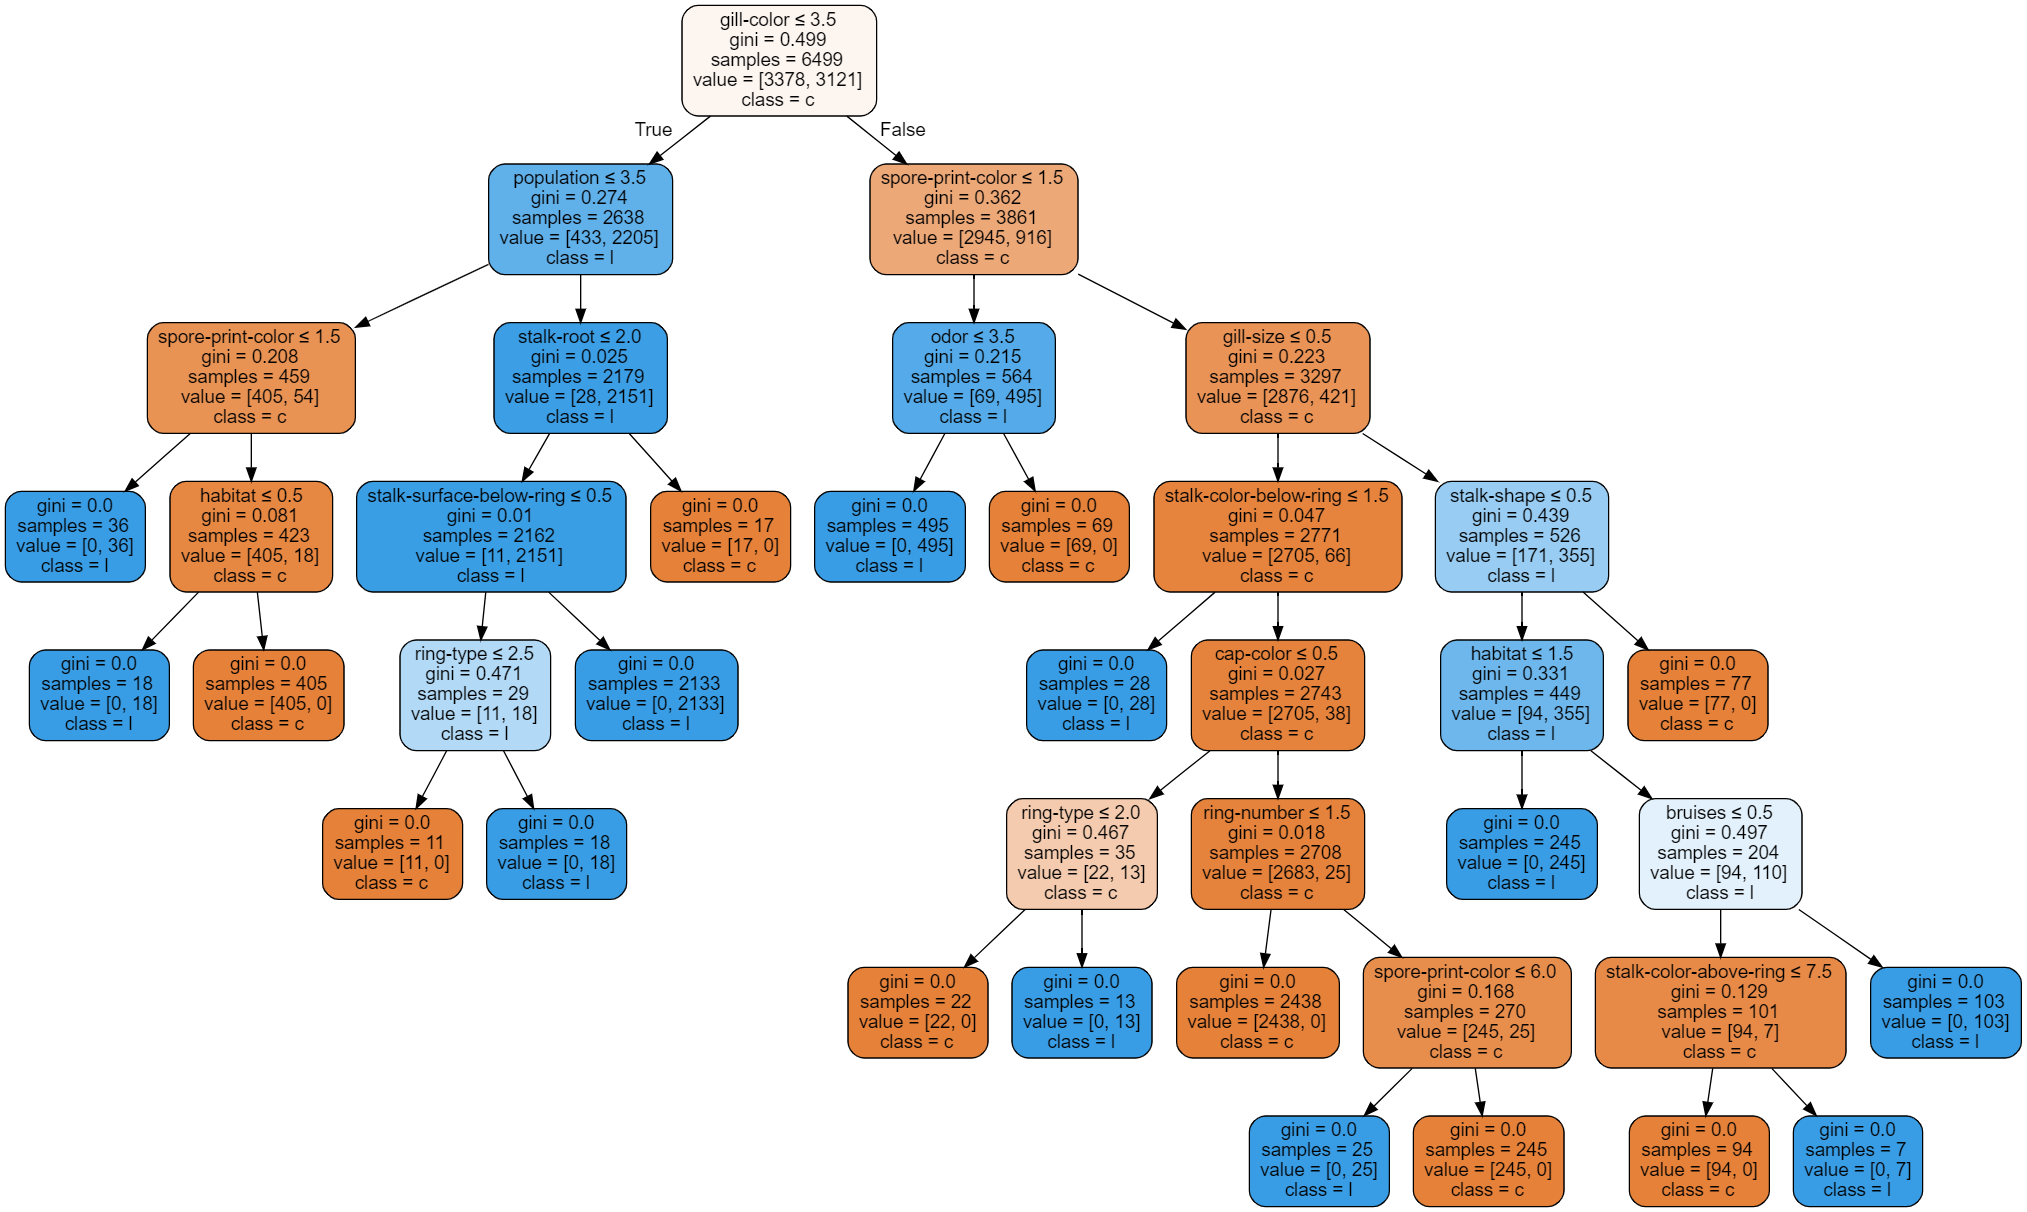 gill-color ≤ 3.5
gini = 0.499
samples = 6499
value = [3378, 3121]
class = c
True
False
population ≤ 3.5
gini = 0.274
samples = 2638
value = [433, 2205]
class = l
spore-print-color ≤ 1.5
gini = 0.362
samples = 3861
value = [2945, 916]
class = c
spore-print-color ≤ 1.5
gini = 0.208
samples = 459
value = [405, 54]
class = c
stalk-root ≤ 2.0
gini = 0.025
samples = 2179
value = [28, 2151]
class = l
odor ≤ 3.5
gini = 0.215
samples = 564
value = [69, 495]
class = l
gill-size ≤ 0.5
gini = 0.223
samples = 3297
value = [2876, 421]
class = c
gini = 0.0
samples = 36
value = [0, 36]
class = l
habitat ≤ 0.5
gini = 0.081
samples = 423
value = [405, 18]
class = c
stalk-surface-below-ring ≤ 0.5
gini = 0.01
samples = 2162
value = [11, 2151]
class = l
gini = 0.0
samples = 17
value = [17, 0]
class = c
gini = 0.0
samples = 495
value = [0, 495]
class = l
gini = 0.0
samples = 69
value = [69, 0]
class = c
stalk-color-below-ring ≤ 1.5
gini = 0.047
samples = 2771
value = [2705, 66]
class = c
stalk-shape ≤ 0.5
gini = 0.439
samples = 526
value = [171, 355]
class = l
gini = 0.0
samples = 18
value = [0, 18]
class = l
gini = 0.0
samples = 405
value = [405, 0]
class = c
ring-type ≤ 2.5
gini = 0.471
samples = 29
value = [11, 18]
class = l
gini = 0.0
samples = 2133
value = [0, 2133]
class = l
gini = 0.0
samples = 28
value = [0, 28]
class = l
cap-color ≤ 0.5
gini = 0.027
samples = 2743
value = [2705, 38]
class = c
habitat ≤ 1.5
gini = 0.331
samples = 449
value = [94, 355]
class = l
gini = 0.0
samples = 77
value = [77, 0]
class = c
gini = 0.0
samples = 11
value = [11, 0]
class = c
gini = 0.0
samples = 18
value = [0, 18]
class = l
ring-type ≤ 2.0
gini = 0.467
samples = 35
value = [22, 13]
class = c
ring-number ≤ 1.5
gini = 0.018
samples = 2708
value = [2683, 25]
class = c
gini = 0.0
samples = 245
value = [0, 245]
class = l
bruises ≤ 0.5
gini = 0.497
samples = 204
value = [94, 110]
class = l
gini = 0.0
samples = 22
value = [22, 0]
class = c
gini = 0.0
samples = 13
value = [0, 13]
class = l
gini = 0.0
samples = 2438
value = [2438, 0]
class = c
spore-print-color ≤ 6.0
gini = 0.168
samples = 270
value = [245, 25]
class = c
stalk-color-above-ring ≤ 7.5
gini = 0.129
samples = 101
value = [94, 7]
class = c
gini = 0.0
samples = 103
value = [0, 103]
class = l
gini = 0.0
samples = 25
value = [0, 25]
class = l
gini = 0.0
samples = 245
value = [245, 0]
class = c
gini = 0.0
samples = 94
value = [94, 0]
class = c
gini = 0.0
samples = 7
value = [0, 7]
class = l